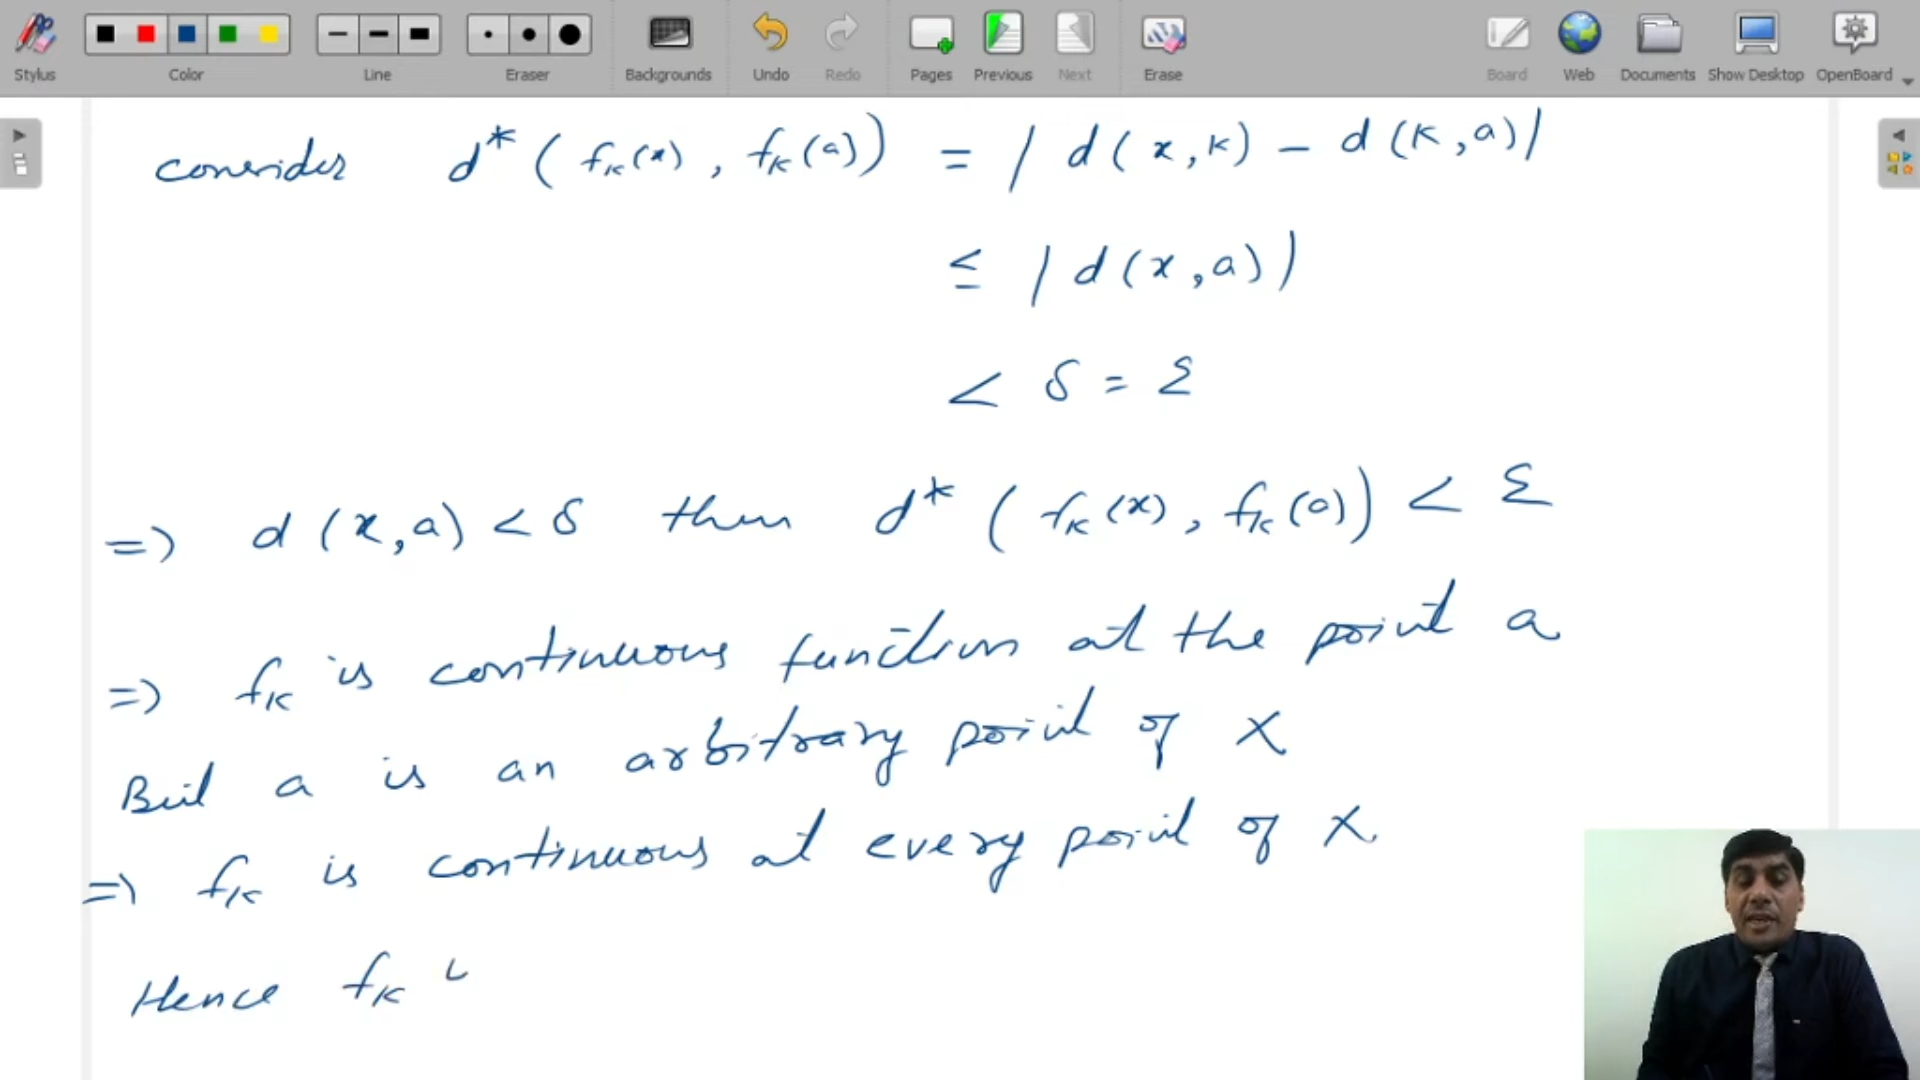 Stylus Color Line Eraser Backgrounds Undo Redo Pages Previous Next Erase Board Web Documents Show Desktop OpenBoard
consider d* ( fK(x) , fK(a) ) = | d( x, K) − d(K, a) |
≤ | d(x, a) |
< δ = Σ
=> d (x, a) < δ then d* ( fK(x), fK(a) ) < Σ
=> fK is continuous function at the point a
But a is an arbitrary point of X
=> fK is continuous at every point of X
Hence fK